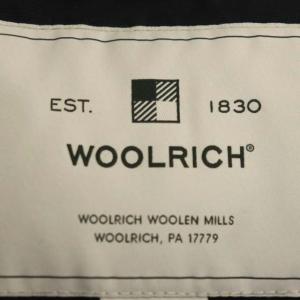 EST. 1830
WOOLRICH®
WOOLRICH WOOLEN MILLS
WOOLRICH, PA 17779